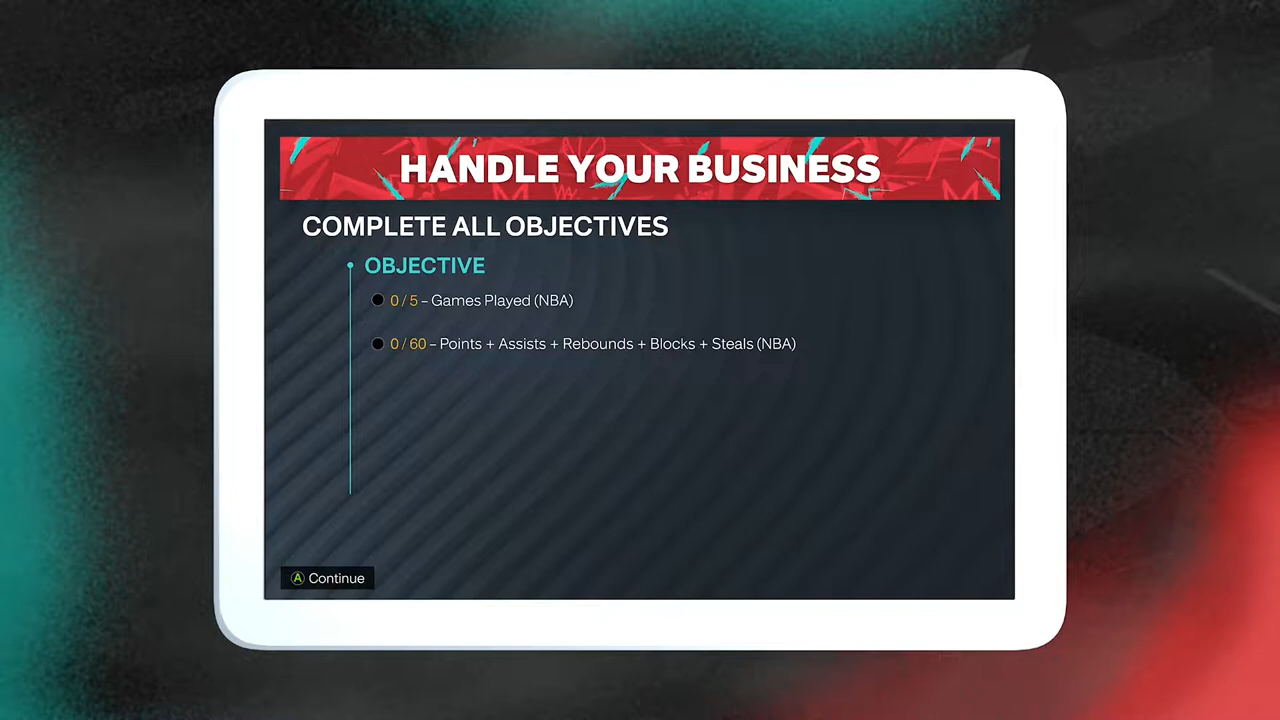 HANDLE YOUR BUSINESS
COMPLETE ALL OBJECTIVES
OBJECTIVE
0 / 5 – Games Played (NBA)
0 / 60 – Points + Assists + Rebounds + Blocks + Steals (NBA)
A Continue